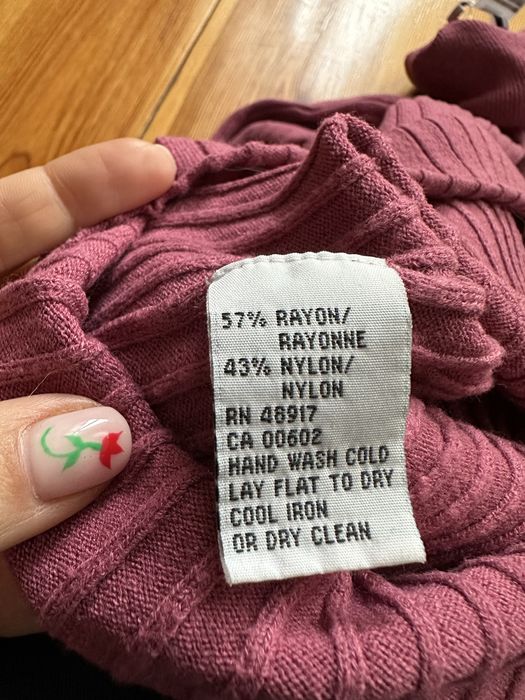 57% RAYON/
RAYONNE
43% NYLON/
NYLON
RN 48917
CA 00602
HAND WASH COLD
LAY FLAT TO DRY
COOL IRON
OR DRY CLEAN